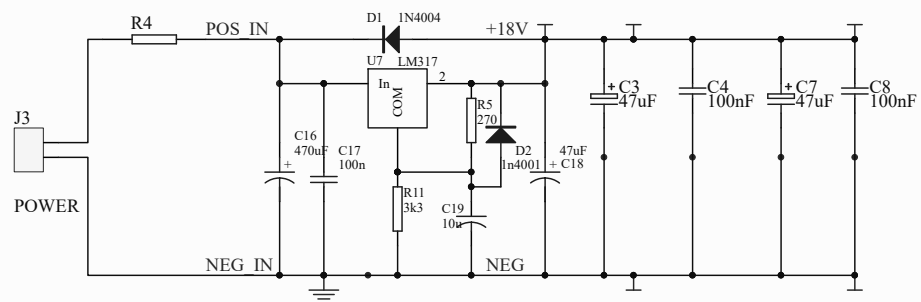 R4
POS_IN
D1
1N4004
+18V
U7
LM317
In
COM
2
R5
270
C16
470uF
+
C17
100n
D2
1n4001
47uF
+
C18
+
C3
47uF
C4
100nF
+
C7
47uF
C8
100nF
J3
POWER
R11
3k3
C19
10u
NEG_IN
NEG